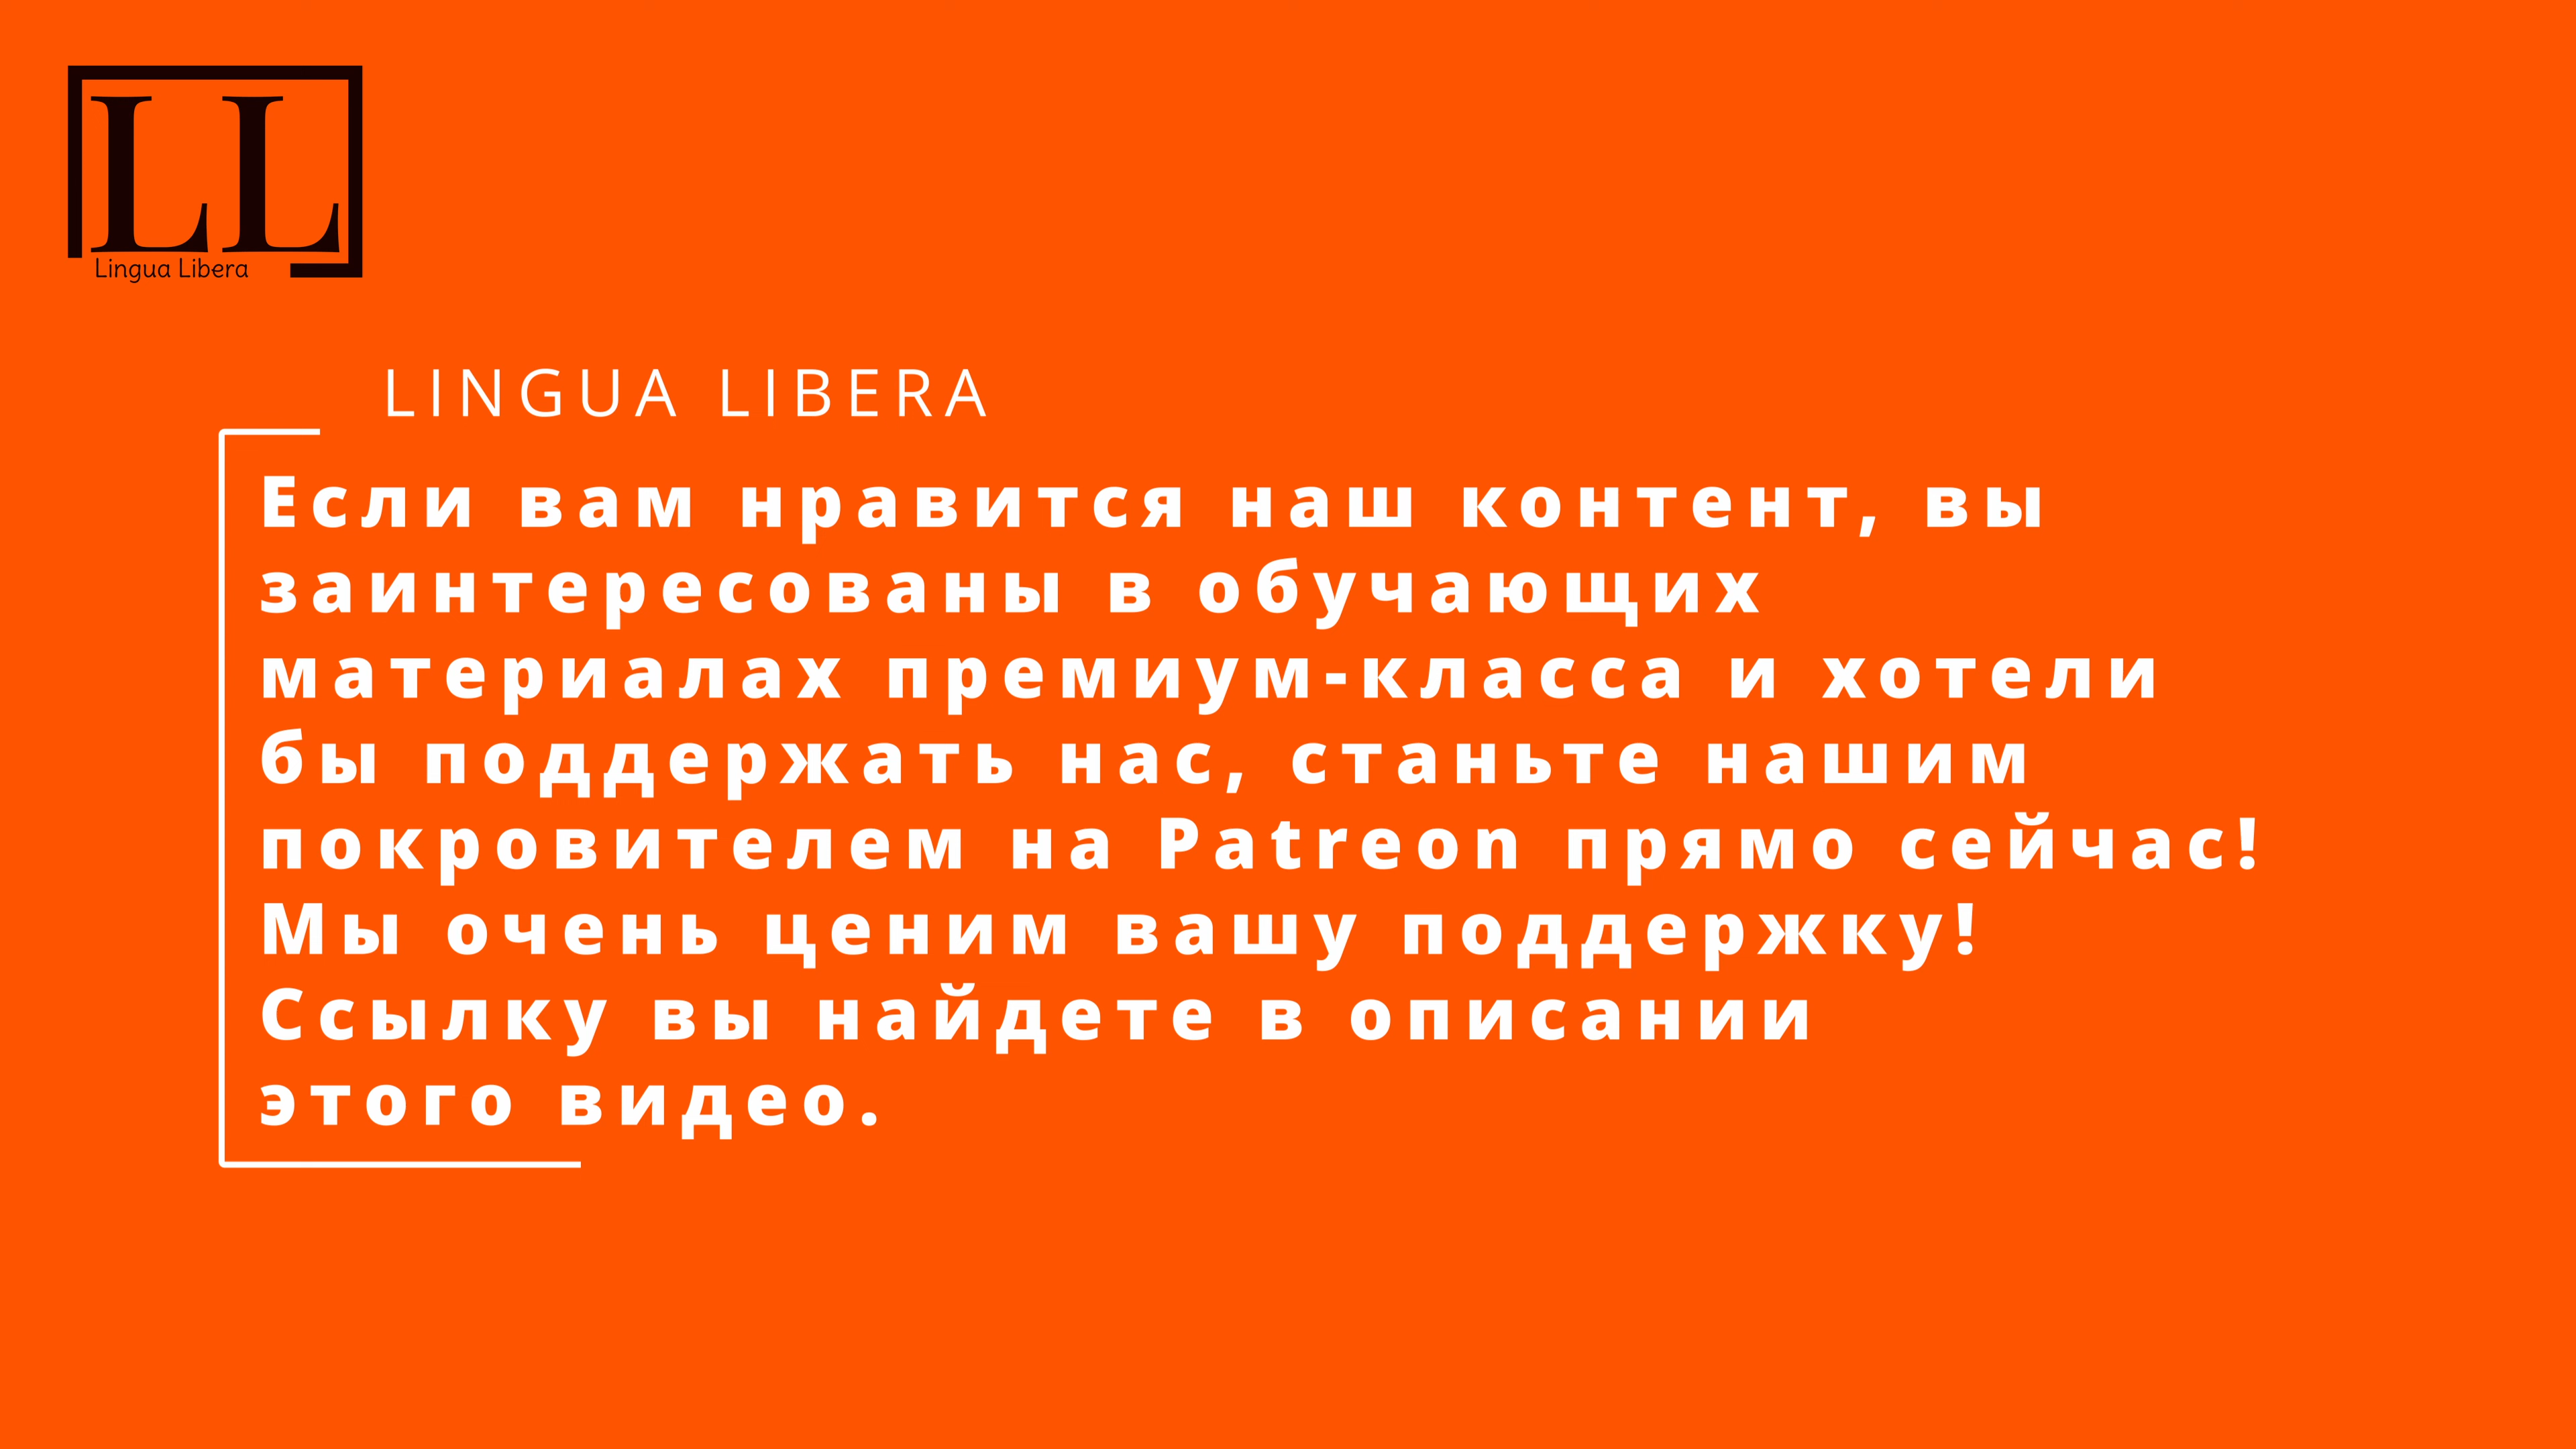 LL
Lingua Libera
LINGUA LIBERA
Если вам нравится наш контент, вы
заинтересованы в обучающих
материалах премиум-класса и хотели
бы поддержать нас, станьте нашим
покровителем на Patreon прямо сейчас!
Мы очень ценим вашу поддержку!
Ссылку вы найдете в описании
этого видео.